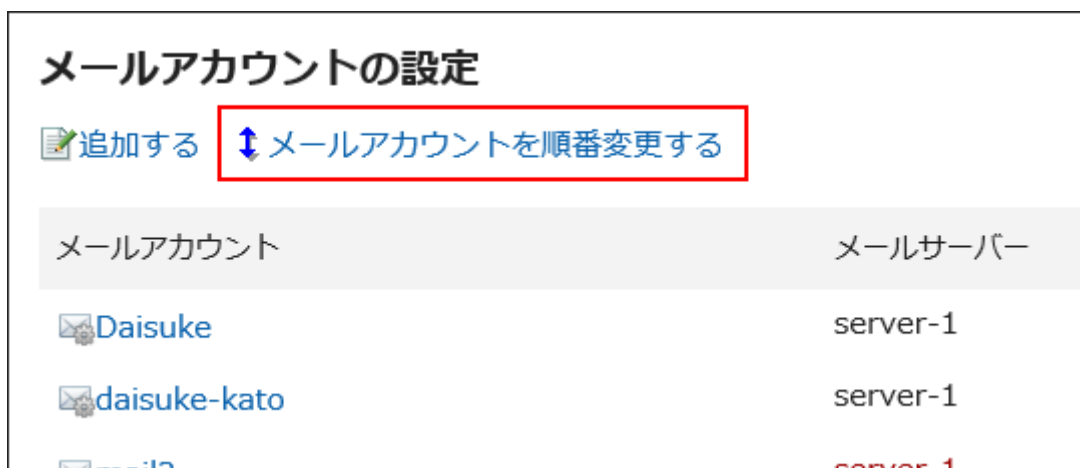 メールアカウントの設定
追加する メールアカウントを順番変更する
メールアカウント メールサーバー
Daisuke server-1
daisuke-kato server-1